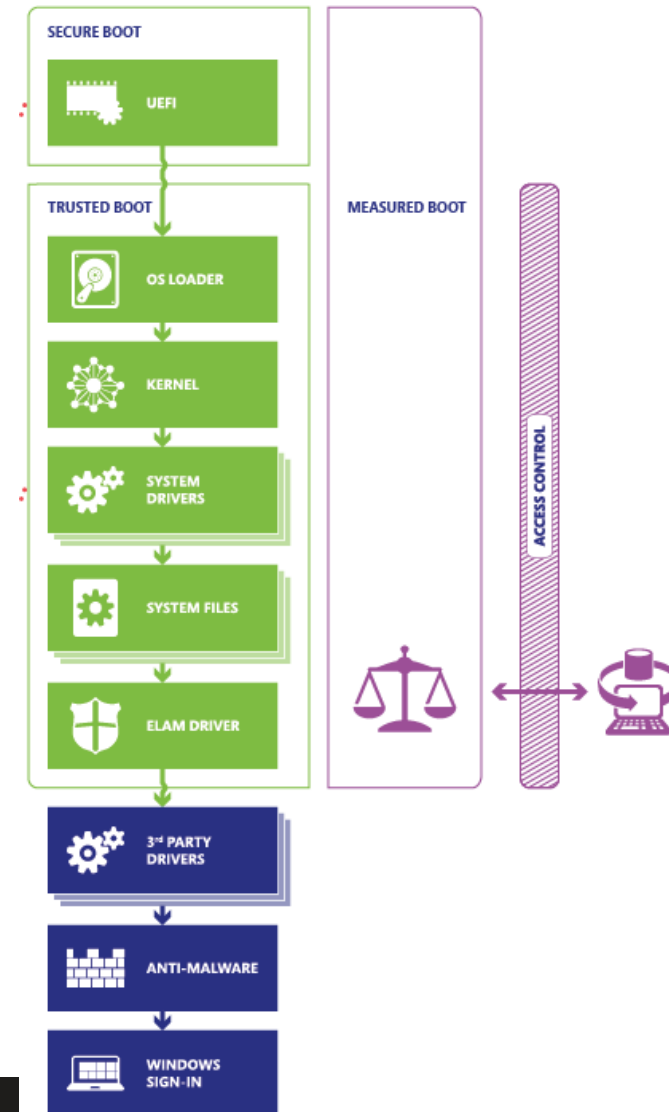 SECURE BOOT
UEFI
TRUSTED BOOT
MEASURED BOOT
OS LOADER
KERNEL
SYSTEM
DRIVERS
ACCESS CONTROL
SYSTEM FILES
ELAM DRIVER
3rd PARTY
DRIVERS
ANTI-MALWARE
WINDOWS
SIGN-IN